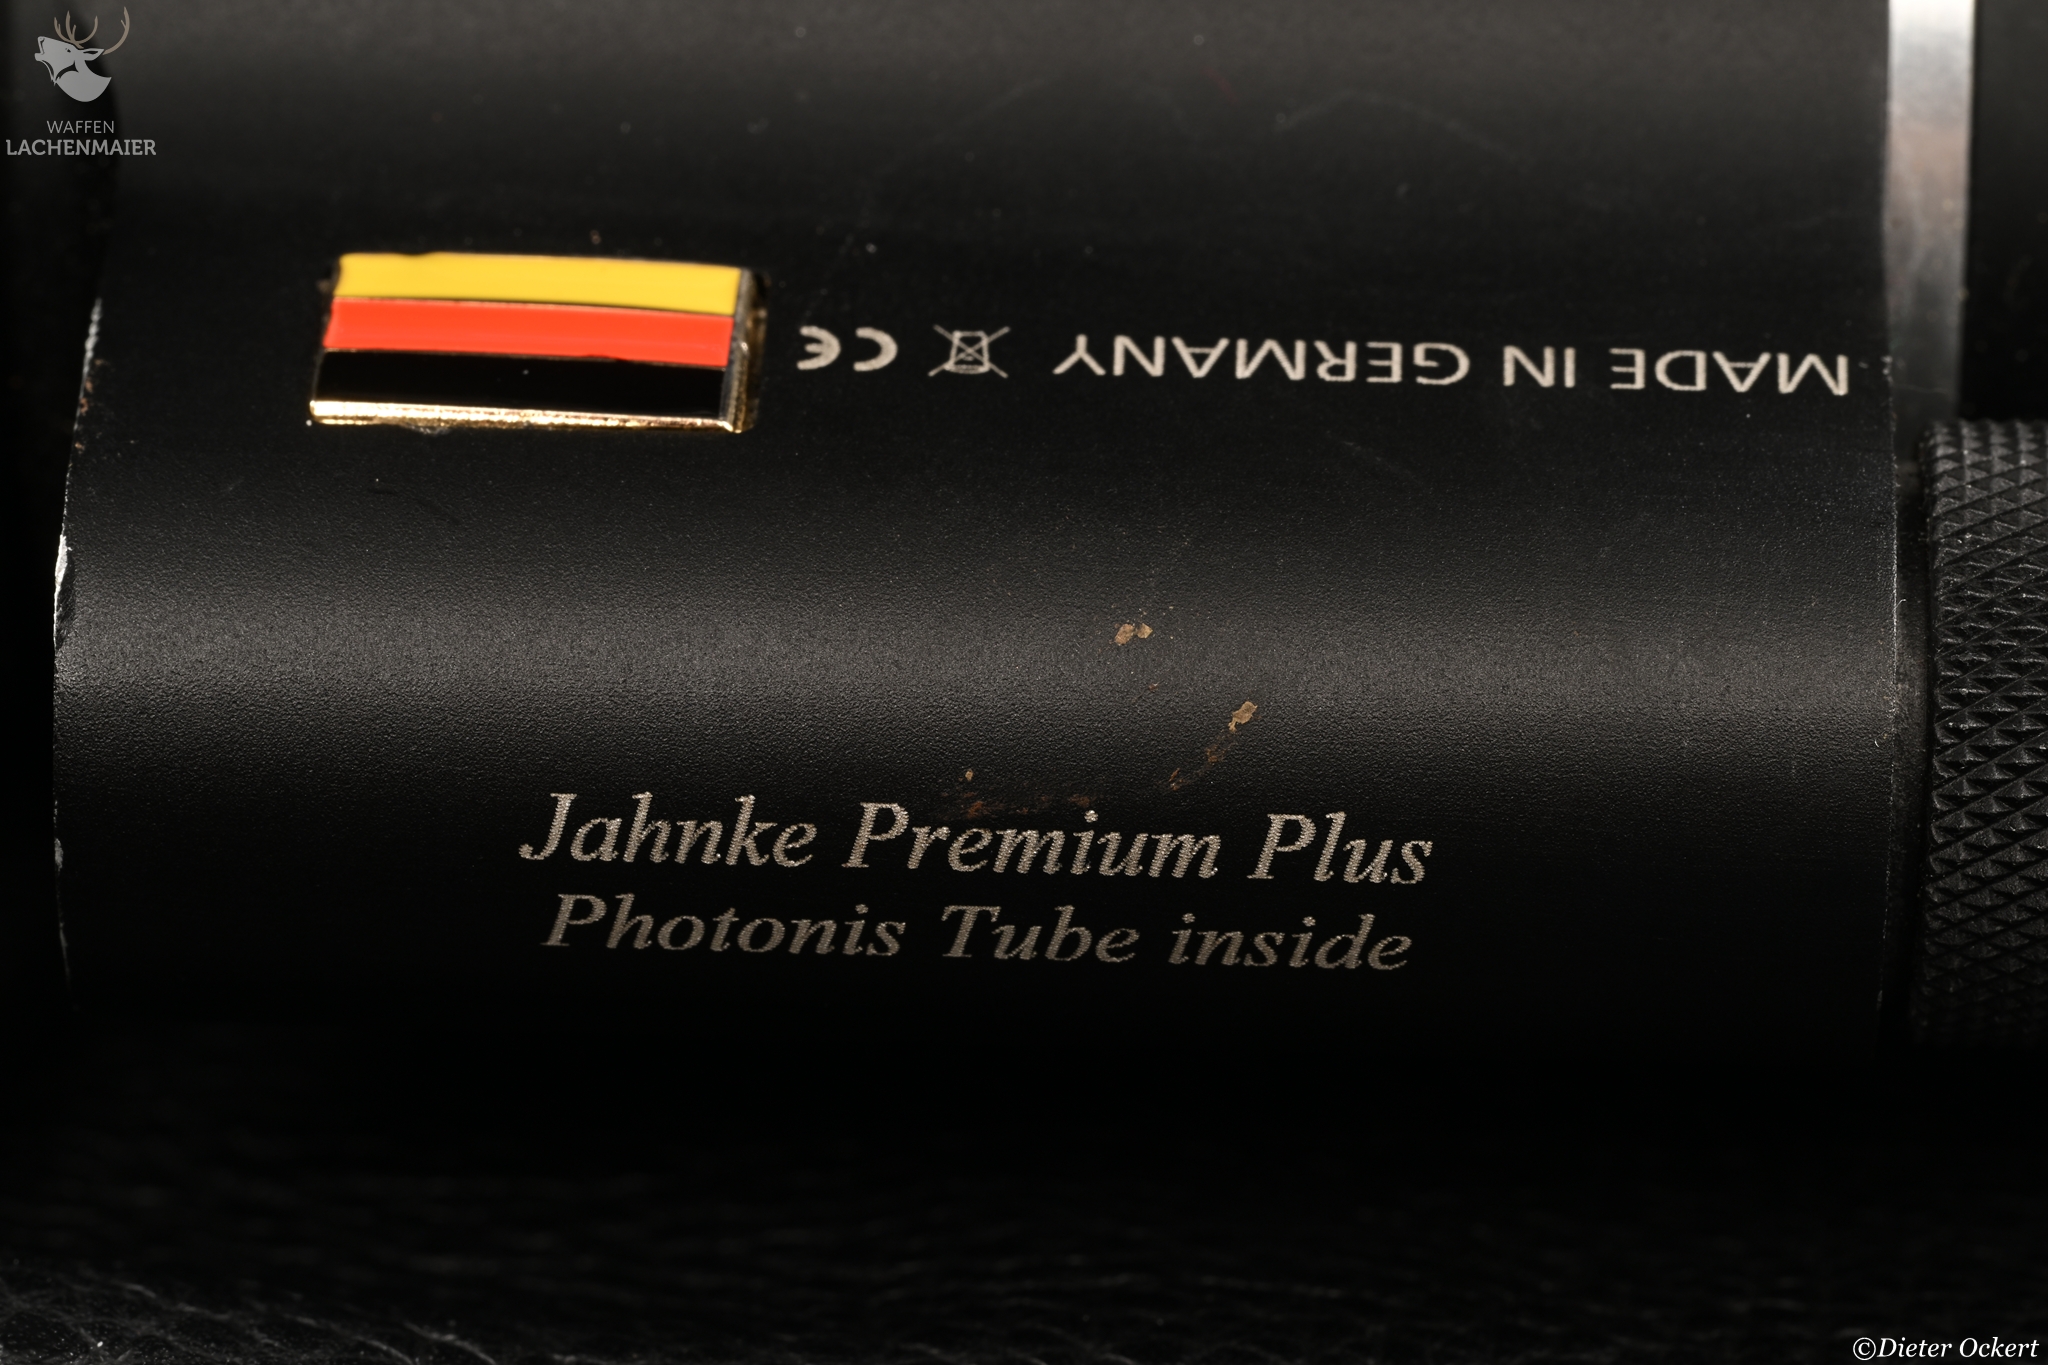 WAFFEN
LACHENMAIER
MADE IN GERMANY CE
Jahnke Premium Plus
Photonis Tube inside
©Dieter Ockert